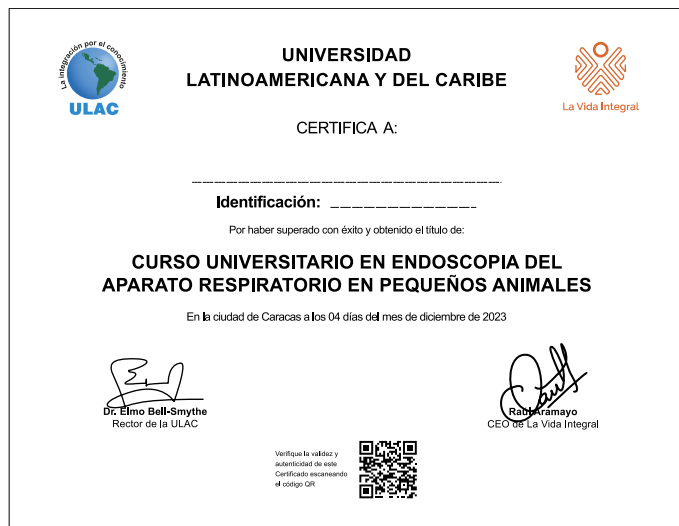 La integración por el conocimiento
ULAC
UNIVERSIDAD
LATINOAMERICANA Y DEL CARIBE
La Vida Integral
CERTIFICA A:
Identificación:
Por haber superado con éxito y obtenido el título de:
CURSO UNIVERSITARIO EN ENDOSCOPIA DEL
APARATO RESPIRATORIO EN PEQUEÑOS ANIMALES
En la ciudad de Caracas a los 04 días del mes de diciembre de 2023
Dr. Elmo Bell-Smythe
Rector de la ULAC
Raúl Aramayo
CEO de La Vida Integral
Verifique la validez y
autenticidad de este
Certificado escaneando
el código QR